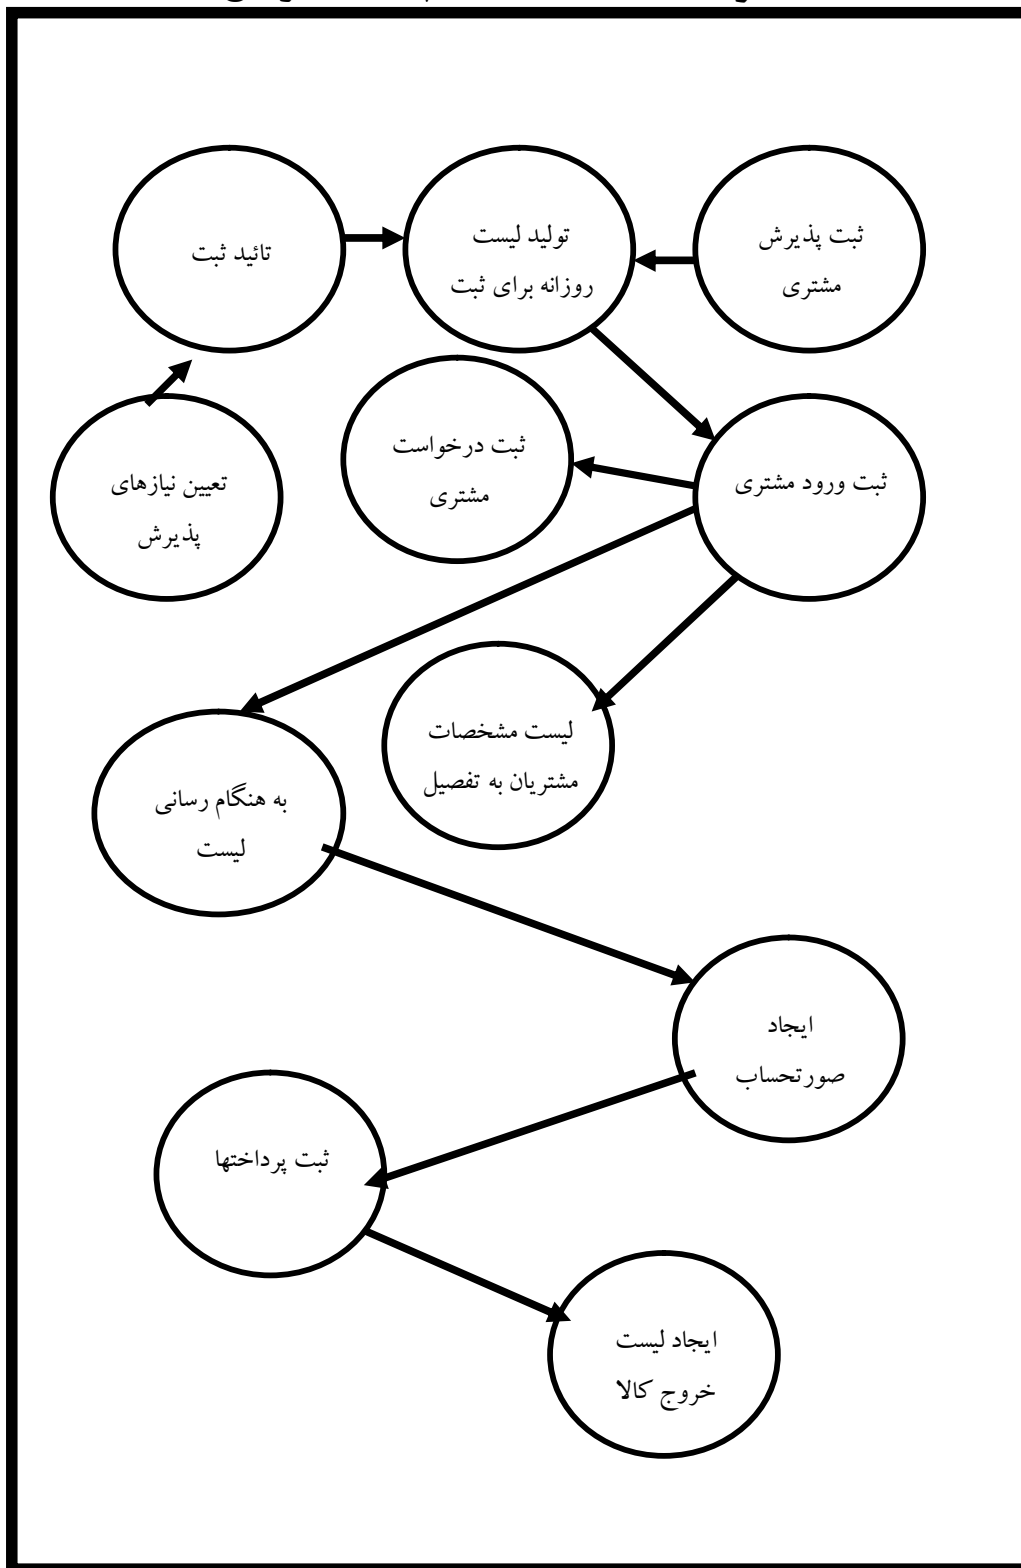 ثبت پذیرش
مشتری
تولید لیست
روزانه برای ثبت
تائید ثبت
ثبت ورود مشتری
ثبت درخواست
مشتری
تعیین نیازهای
پذیرش
لیست مشخصات
مشتریان به تفصیل
به هنگام رسانی
لیست
ایجاد
صورتحساب
ثبت پرداختها
ایجاد لیست
خروج کالا